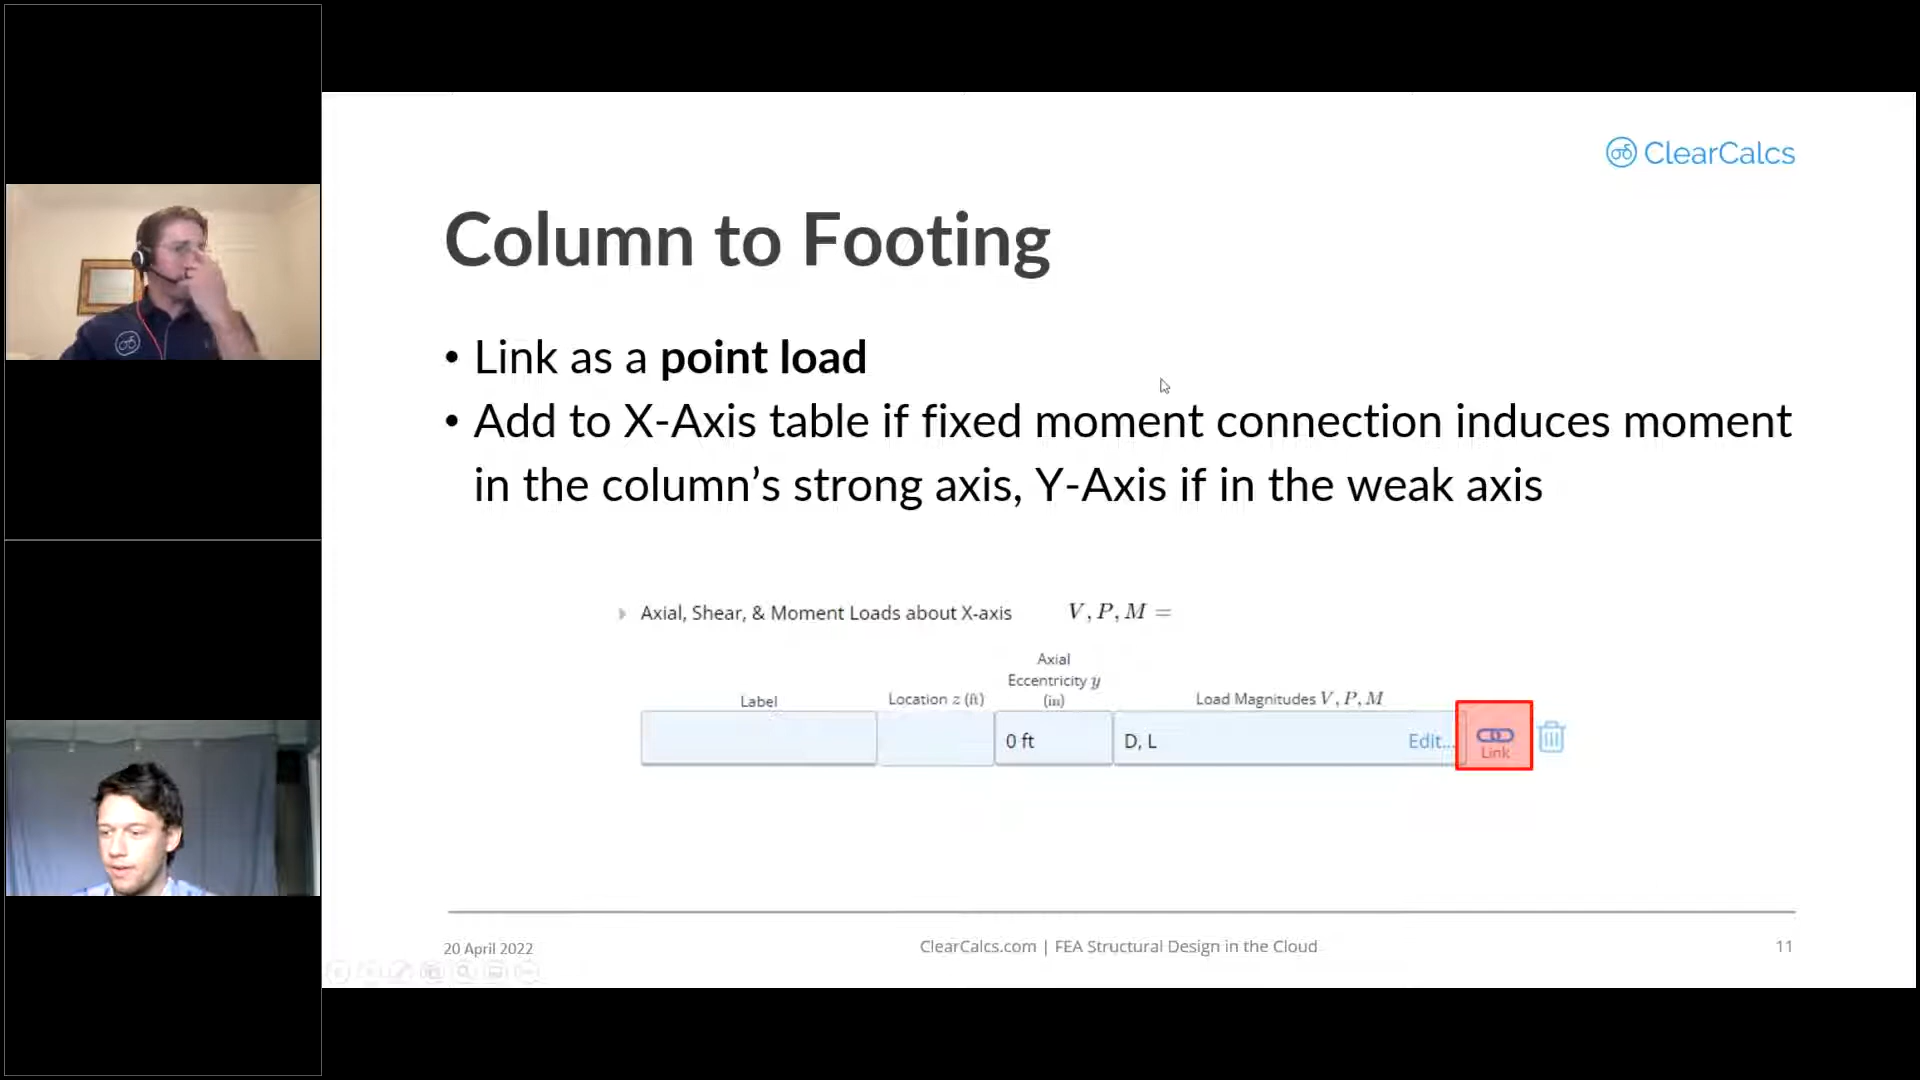 ClearCalcs
Column to Footing
• Link as a point load
• Add to X-Axis table if fixed moment connection induces moment
in the column’s strong axis, Y-Axis if in the weak axis
Axial, Shear, & Moment Loads about X-axis V, P, M =
Label
Location z (ft)
Axial
Eccentricity y
(in)
Load Magnitudes V, P, M
0 ft
D, L
Edit...
Link
20 April 2022
ClearCalcs.com | FEA Structural Design in the Cloud
11